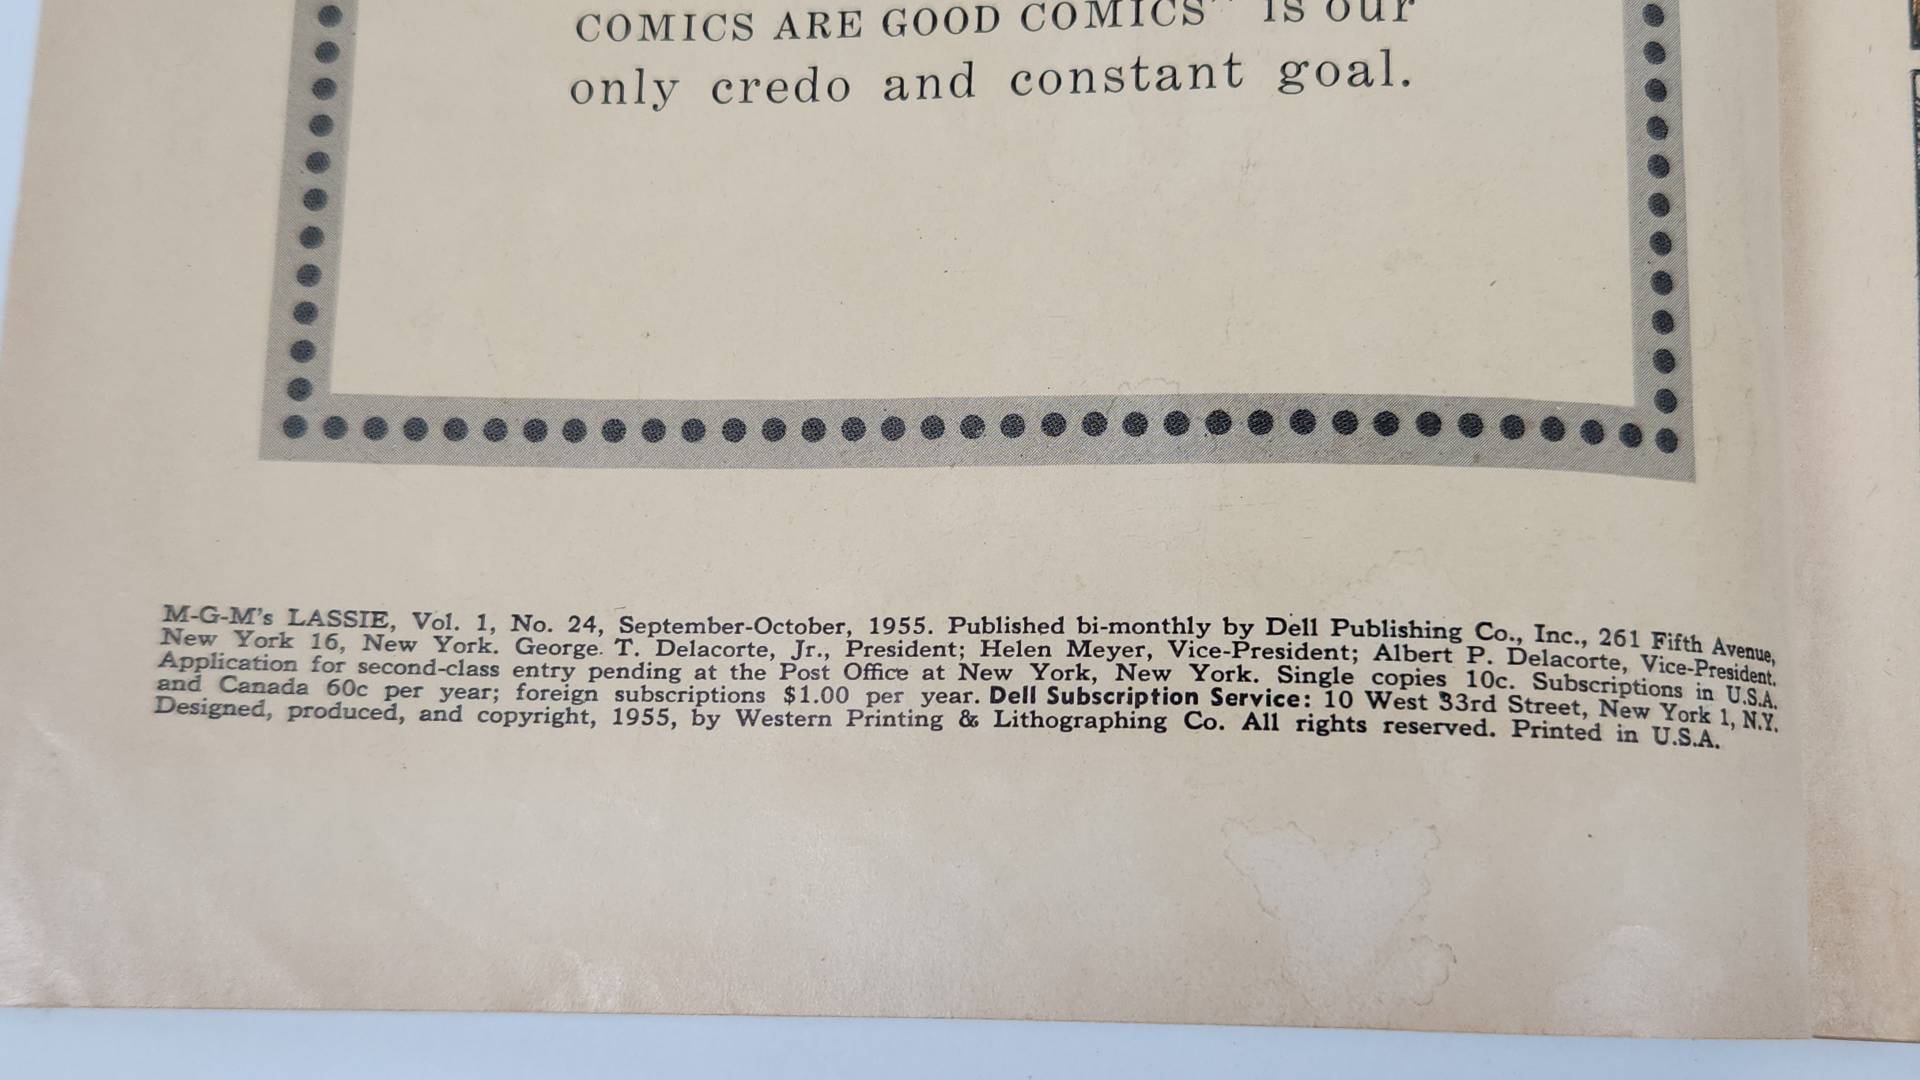 COMICS ARE GOOD COMICS" is our
only credo and constant goal.
M-G-M's LASSIE, Vol. 1, No. 24, September-October, 1955. Published bi-monthly by Dell Publishing Co., Inc., 261 Fifth Avenue,
New York 16, New York. George T. Delacorte, Jr., President; Helen Meyer, Vice-President; Albert P. Delacorte, Vice-President.
Application for second-class entry pending at the Post Office at New York, New York. Single copies 10c. Subscriptions in U.S.A.
and Canada 60c per year; foreign subscriptions $1.00 per year. Dell Subscription Service: 10 West 33rd Street, New York 1, N.Y.
Designed, produced, and copyright, 1955, by Western Printing & Lithographing Co. All rights reserved. Printed in U.S.A.